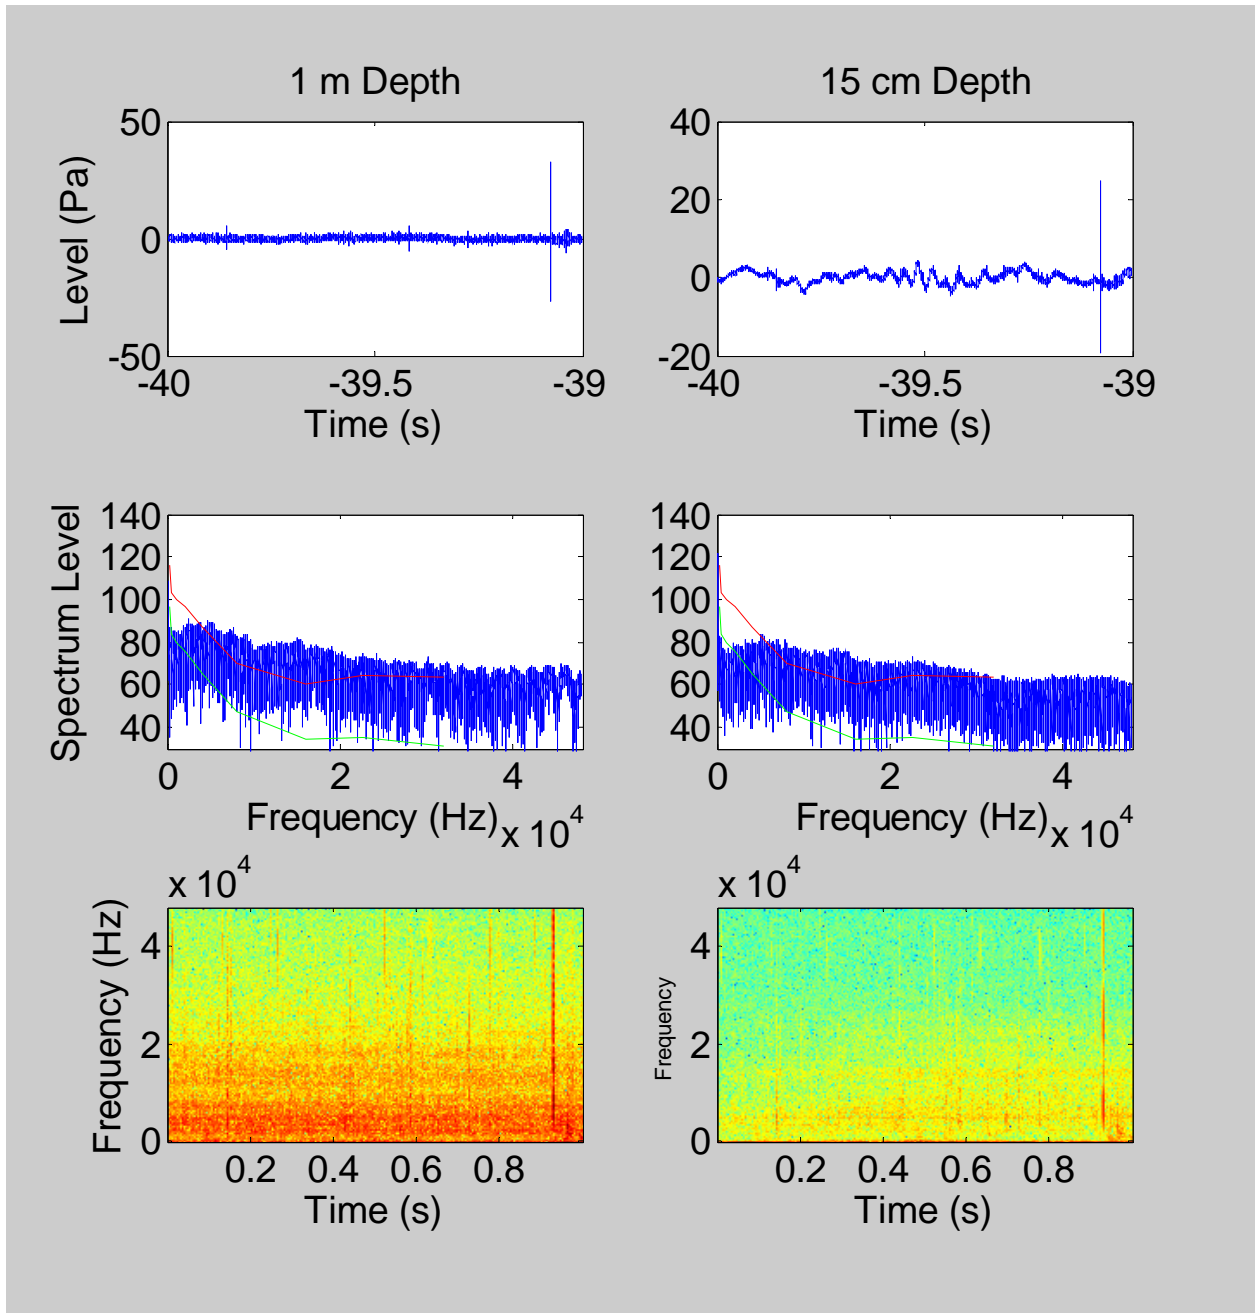 1 m Depth
15 cm Depth
Level (Pa)
50
0
-50
-40
-39.5
-39
Time (s)
40
20
0
-20
-40
-39.5
-39
Time (s)
Spectrum Level
140
120
100
80
60
40
0
2
4
Frequency (Hz)
x 10^4
140
120
100
80
60
40
0
2
4
Frequency (Hz)
x 10^4
x 10^4
Frequency (Hz)
4
2
0
0.2
0.4
0.6
0.8
Time (s)
x 10^4
Frequency
4
2
0
0.2
0.4
0.6
0.8
Time (s)